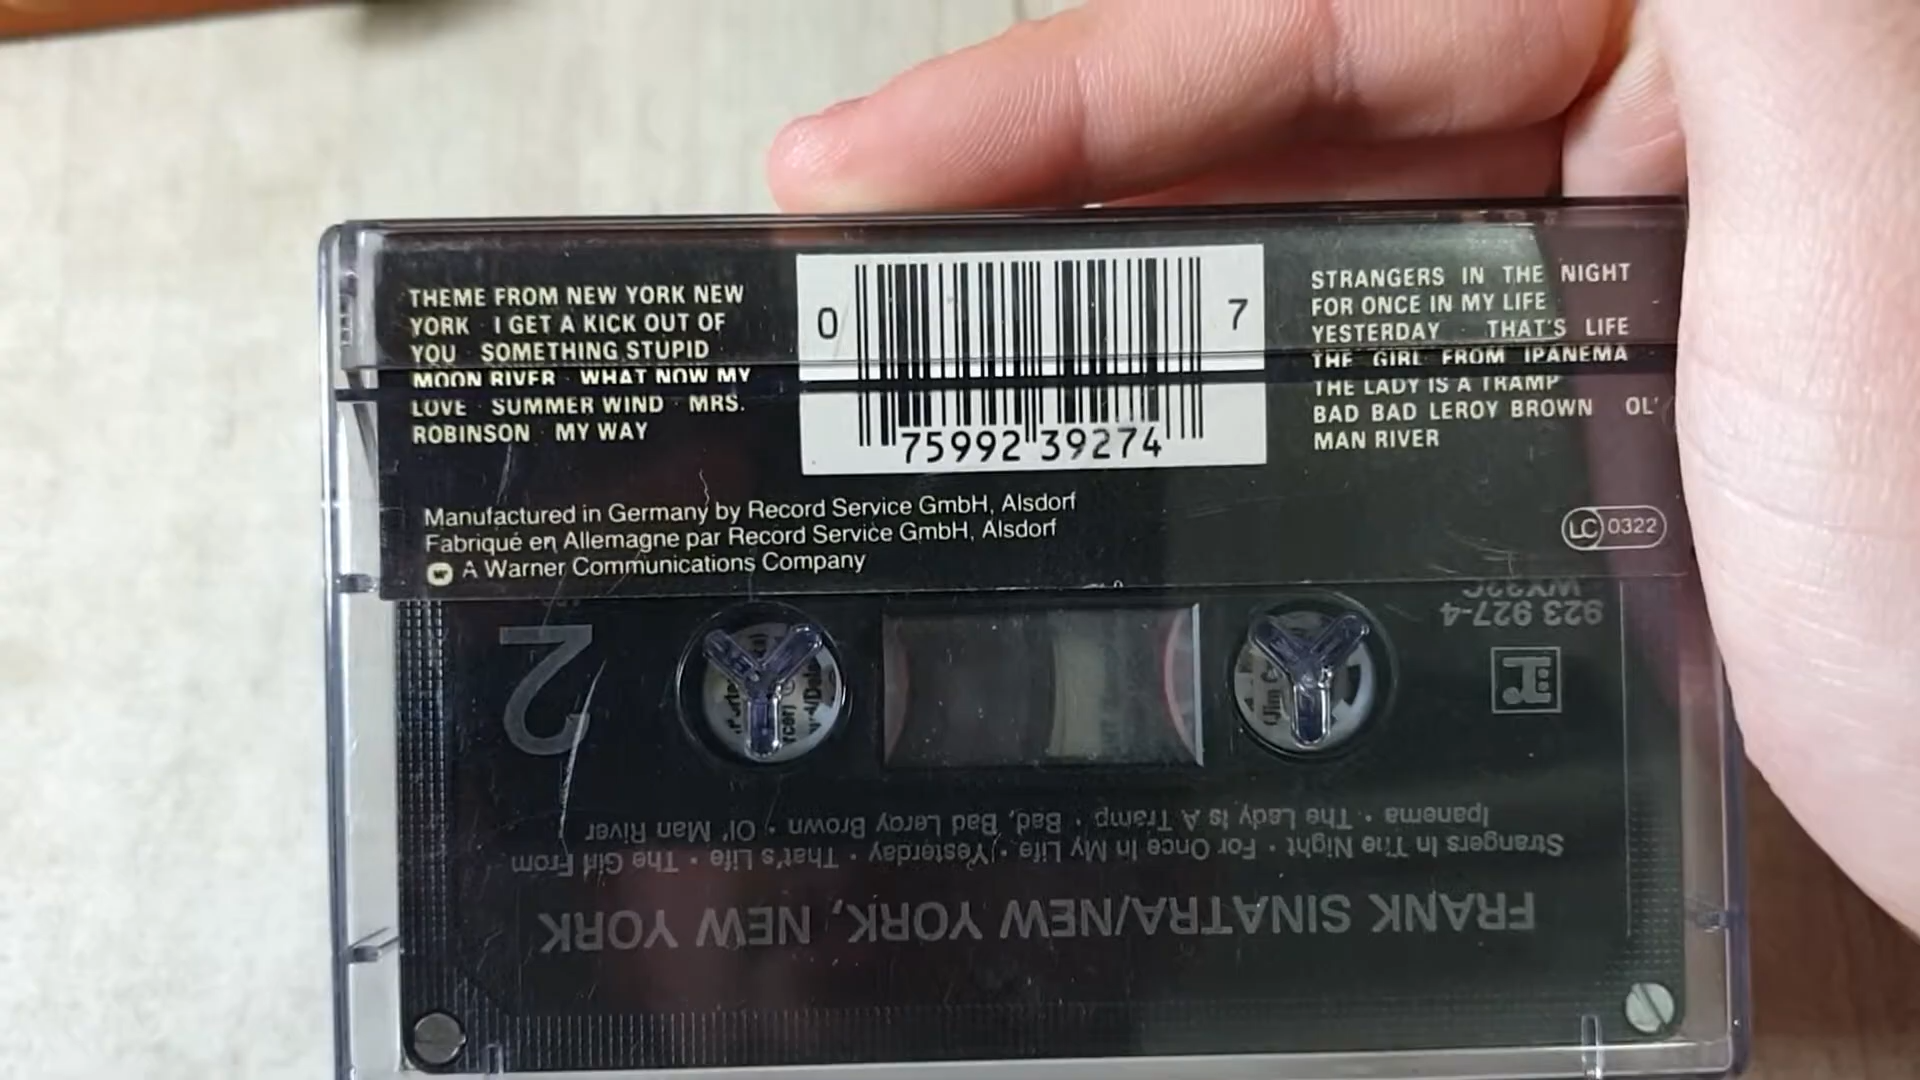 THEME FROM NEW YORK NEW
YORK · I GET A KICK OUT OF
YOU · SOMETHING STUPID
MOON RIVER · WHAT NOW MY
LOVE · SUMMER WIND · MRS.
ROBINSON · MY WAY
0 75992 39274 7
STRANGERS IN THE NIGHT
FOR ONCE IN MY LIFE
YESTERDAY · THAT'S LIFE
THE GIRL FROM IPANEMA
THE LADY IS A TRAMP
BAD BAD LEROY BROWN OL'
MAN RIVER
Manufactured in Germany by Record Service GmbH, Alsdorf
Fabriqué en Allemagne par Record Service GmbH, Alsdorf
A Warner Communications Company
LC 0322
FRANK SINATRA/NEW YORK, NEW YORK
Strangers In The Night · For Once In My Life · Yesterday · That's Life · The Girl From
Ipanema · The Lady Is A Tramp · Bad, Bad Leroy Brown · Ol' Man River
2
923 927-4
WX32C